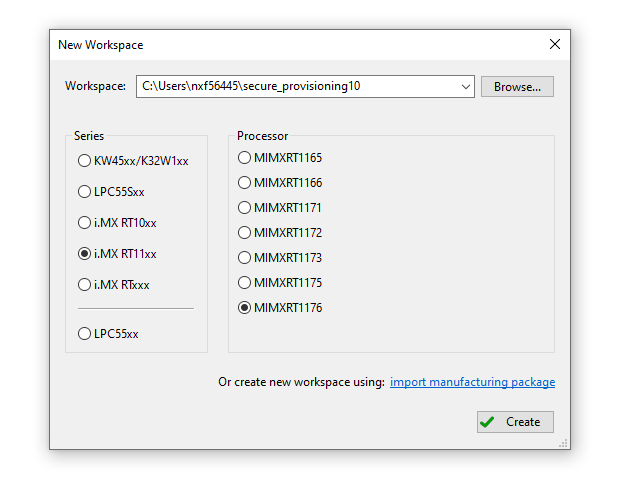 New Workspace
Workspace: C:\Users\nxf56445\secure_provisioning10 Browse...
Series
KW45xx/K32W1xx
LPC55Sxx
i.MX RT10xx
i.MX RT11xx
i.MX RTxxx
LPC55xx
Processor
MIMXRT1165
MIMXRT1166
MIMXRT1171
MIMXRT1172
MIMXRT1173
MIMXRT1175
MIMXRT1176
Or create new workspace using: import manufacturing package
Create